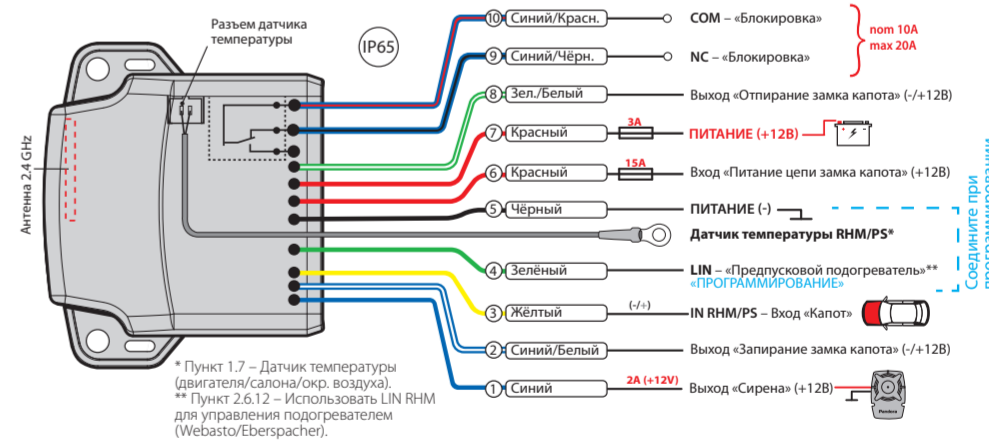 Разъем датчика
температуры
IP65
Антенна 2,4 GHz
10 Синий/Красн. COM – «Блокировка»
nom 10A
max 20A
9 Синий/Чёрн. NC – «Блокировка»
8 Зел./Белый Выход «Отпирание замка капота» (-/+12В)
7 Красный 3А ПИТАНИЕ (+12В)
6 Красный 15А Вход «Питание цепи замка капота» (+12В)
5 Чёрный ПИТАНИЕ (-)
Датчик температуры RHM/PS*
4 Зелёный LIN – «Предпусковой подогреватель»**
«ПРОГРАММИРОВАНИЕ»
Соедините при
программировании
3 Жёлтый (-/+) IN RHM/PS – Вход «Капот»
2 Синий/Белый Выход «Запирание замка капота» (-/+12В)
1 Синий 2А (+12V) Выход «Сирена» (+12В)
Pandora
* Пункт 1.7 – Датчик температуры
(двигателя/салона/окр. воздуха).
** Пункт 2.6.12 – Использовать LIN RHM
для управления подогревателем
(Webasto/Eberspacher).